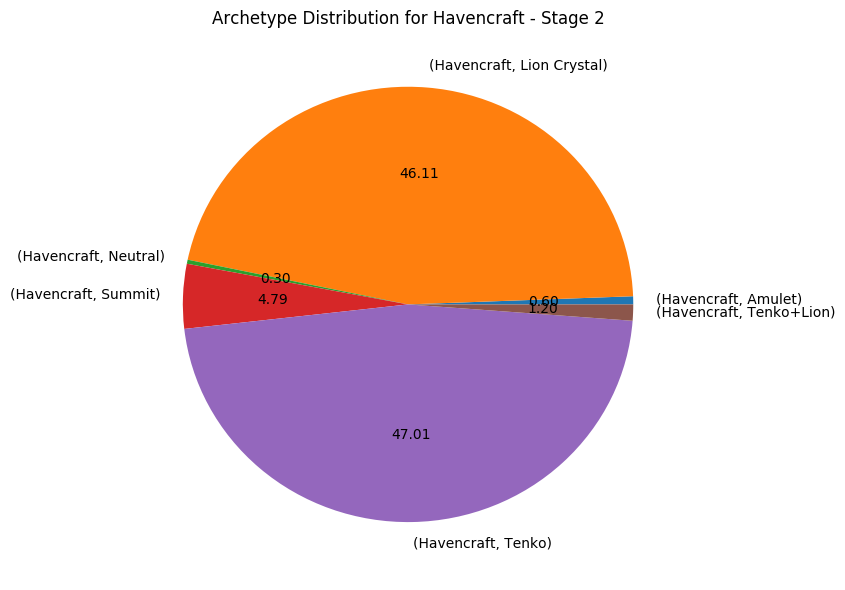 Archetype Distribution for Havencraft - Stage 2
(Havencraft, Lion Crystal)
46.11
(Havencraft, Neutral)
0.30
(Havencraft, Summit)
4.79
0.60
(Havencraft, Amulet)
1.20
(Havencraft, Tenko+Lion)
47.01
(Havencraft, Tenko)